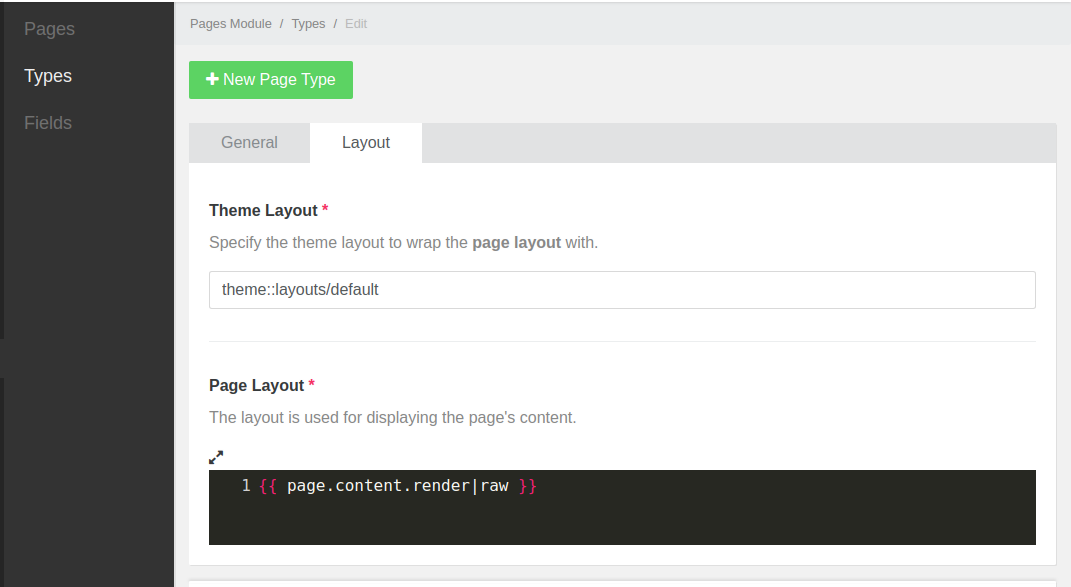 Pages
Types
Fields
Pages Module / Types / Edit
New Page Type
General Layout
Theme Layout *
Specify the theme layout to wrap the page layout with.
theme::layouts/default
Page Layout *
The layout is used for displaying the page's content.
1 {{ page.content.render|raw }}